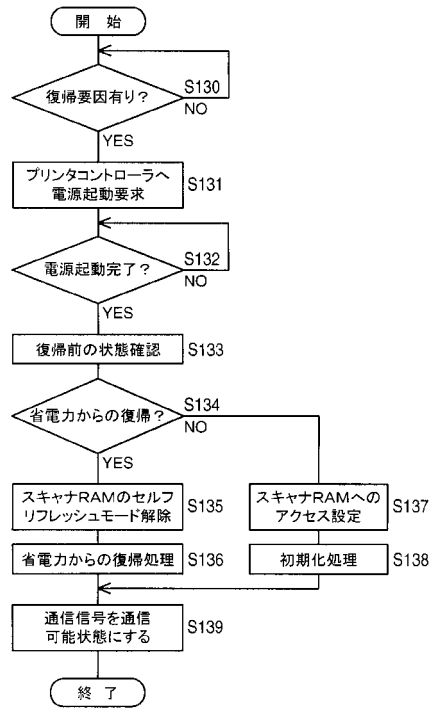 開 始
復帰要因有り？
S130
NO
YES
プリンタコントローラへ
電源起動要求
S131
電源起動完了？
S132
NO
YES
復帰前の状態確認
S133
省電力からの復帰？
S134
NO
YES
スキャナRAMのセルフ
リフレッシュモード解除
S135
スキャナRAMへの
アクセス設定
S137
省電力からの復帰処理
S136
初期化処理
S138
通信信号を通信
可能状態にする
S139
終 了